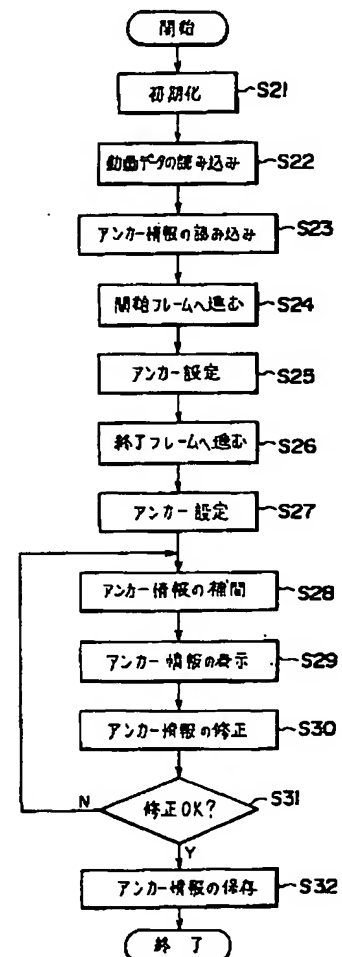 開始
初期化 S21
動画データの読み込み S22
アンカー情報の読み込み S23
開始フレームへ進む S24
アンカー設定 S25
終了フレームへ進む S26
アンカー設定 S27
アンカー情報の補間 S28
アンカー情報の表示 S29
アンカー情報の修正 S30
修正OK? S31
N
Y
アンカー情報の保存 S32
終了